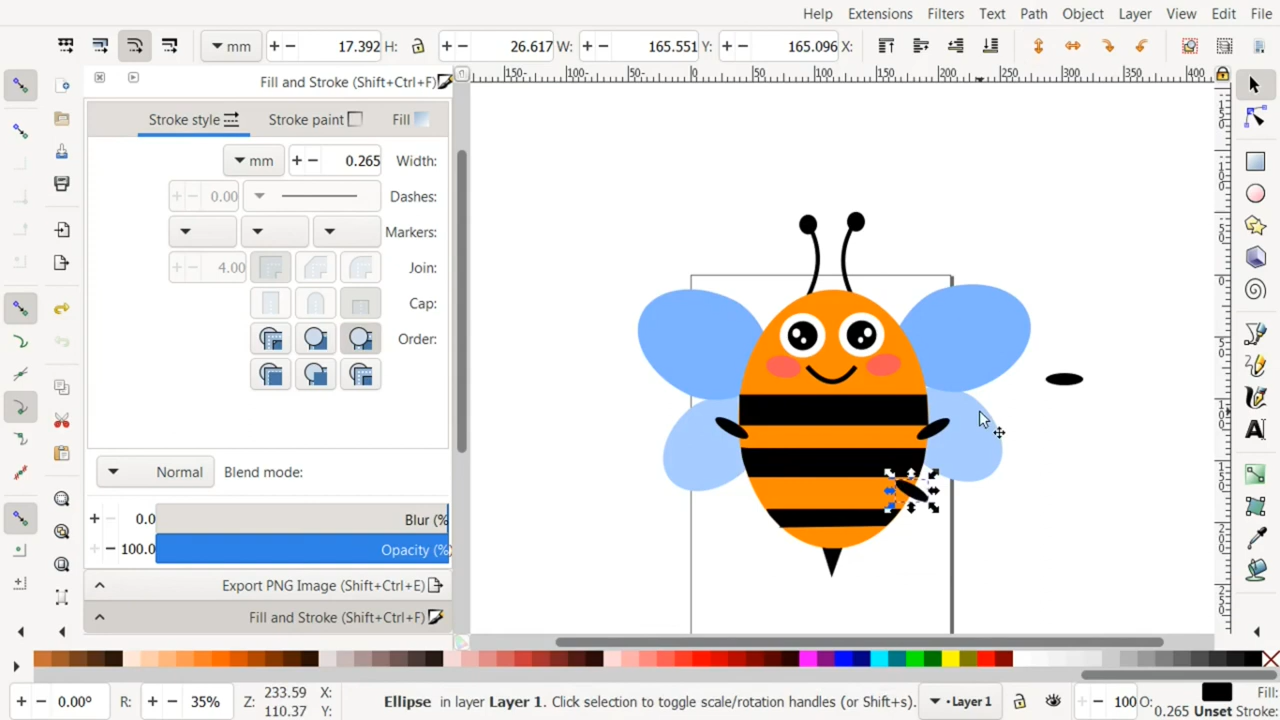 Help Extensions Filters Text Path Object Layer View Edit File
mm 17.392 H: 26.617 W: 165.551 Y: 165.096 X:
Fill and Stroke (Shift+Ctrl+F)
Stroke style Stroke paint Fill
mm 0.265 Width:
0.00 Dashes:
Markers:
4.00 Join:
Cap:
Order:
Normal Blend mode:
0.0 Blur (%
100.0 Opacity (%)
Export PNG Image (Shift+Ctrl+E)
Fill and Stroke (Shift+Ctrl+F)
0.00° R: 35% Z: 233.59 X: Ellipse in layer Layer 1. Click selection to toggle scale/rotation handles (or Shift+s). •Layer 1 100 O: Fill:
110.37 Y: 0.265 Unset Stroke: